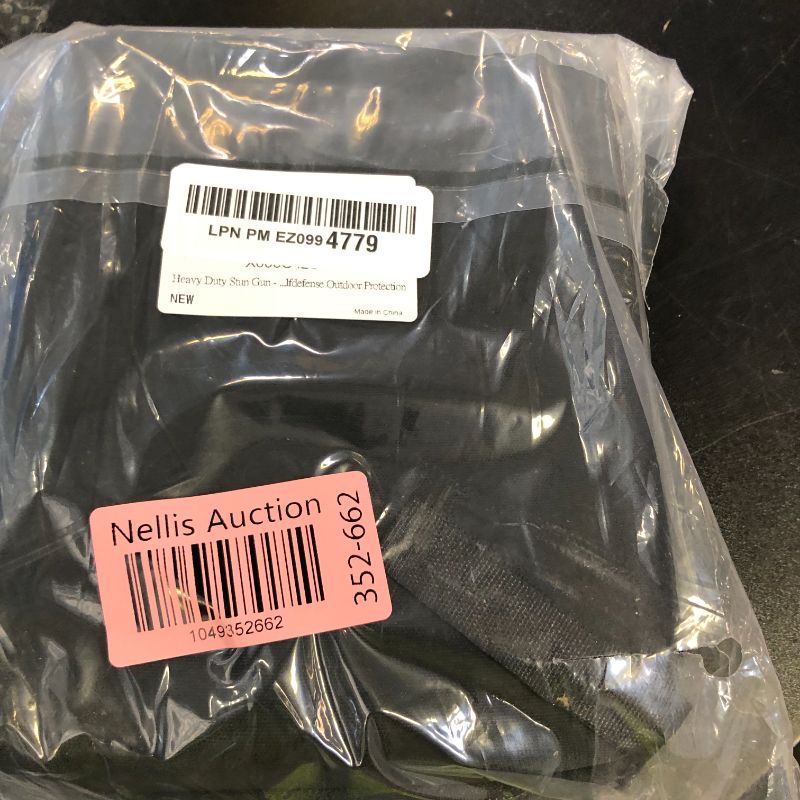 LPN PM EZ099 4779
Heavy Duty Stun Gun - ...lfdefense Outdoor Protection
NEW
Made in China
Nellis Auction
1049352662
352-662